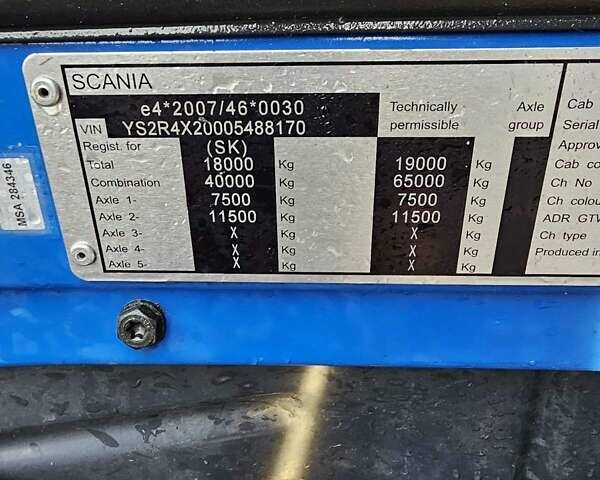 SCANIA
e4*2007/46*0030
VIN YS2R4X20005488170
Technically permissible
Axle group
Regist. for (SK)
Total 18000 Kg 19000 Kg
Combination 40000 Kg 65000 Kg
Axle 1- 7500 Kg 7500 Kg
Axle 2- 11500 Kg 11500 Kg
Axle 3- X Kg X Kg
Axle 4- X Kg X Kg
Axle 5- X Kg X Kg
Cab
Serial
Approv
Cab co
Ch No
Ch colou
ADR GTW
Ch type
Produced in
MSA 284346